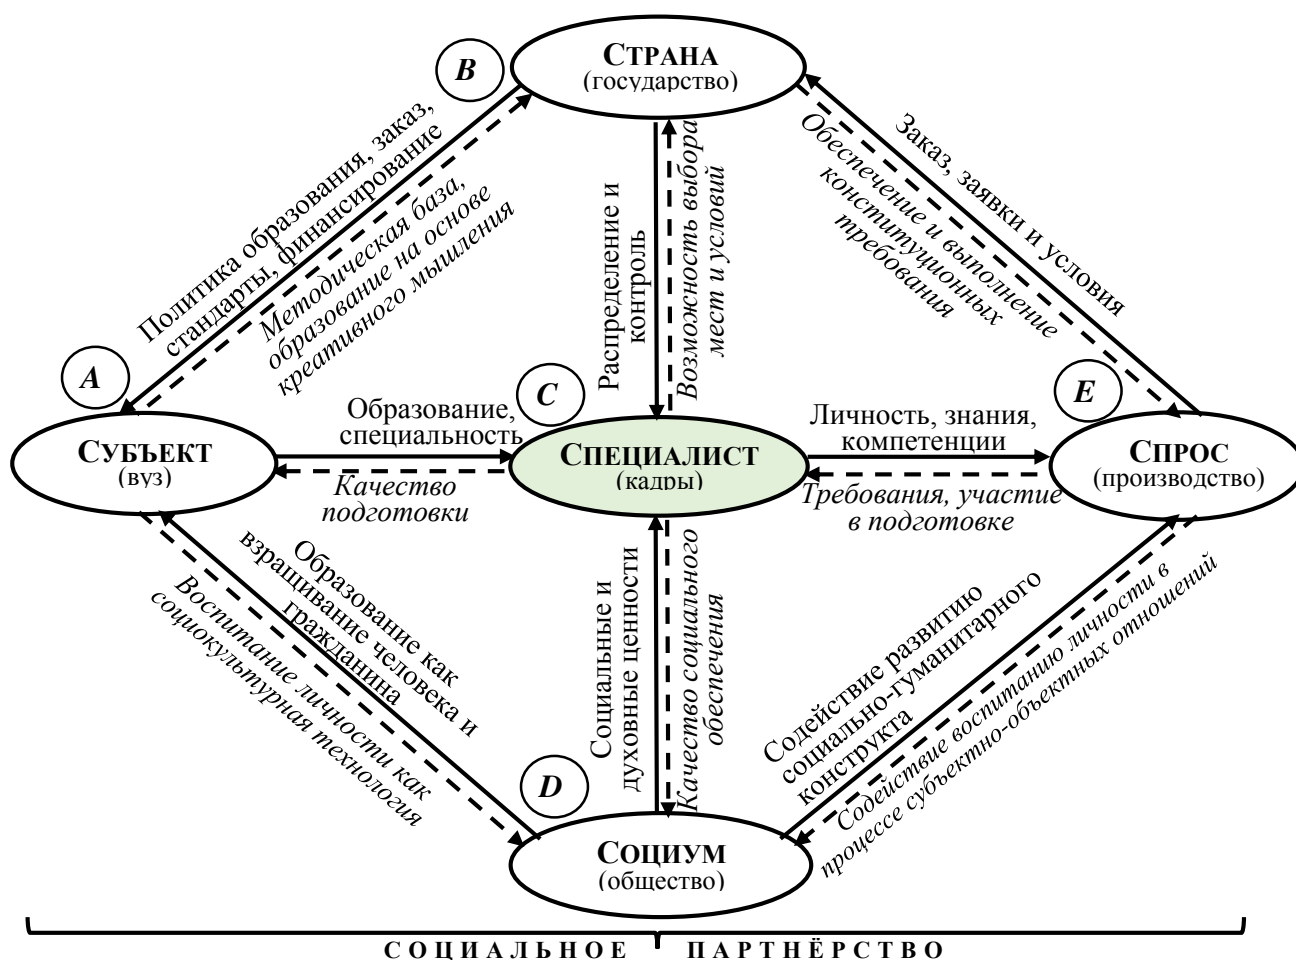 B
СТРАНА
(государство)
Политика образования, заказ,
стандарты, финансирование
Методическая база,
образование на основе
креативного мышления
Распределение и
контроль
Возможность выбора
мест и условий
Заказ, заявки и условия
Обеспечение и выполнение
конституционных
требования
A
СУБЪЕКТ
(вуз)
Образование,
специальность
Качество
подготовки
C
СПЕЦИАЛИСТ
(кадры)
Личность, знания,
компетенции
Требования, участие
в подготовке
E
СПРОС
(производство)
Образование как
взращивание человека и
гражданина
Воспитание личности как
социокультурная технология
Социальные и
духовные ценности
Качество социального
обеспечения
Содействие развитию
социально-гуманитарного
конструкта
Содействие воспитанию личности в
процессе субъектно-объектных отношений
D
СОЦИУМ
(общество)
СОЦИАЛЬНОЕ ПАРТНЁРСТВО